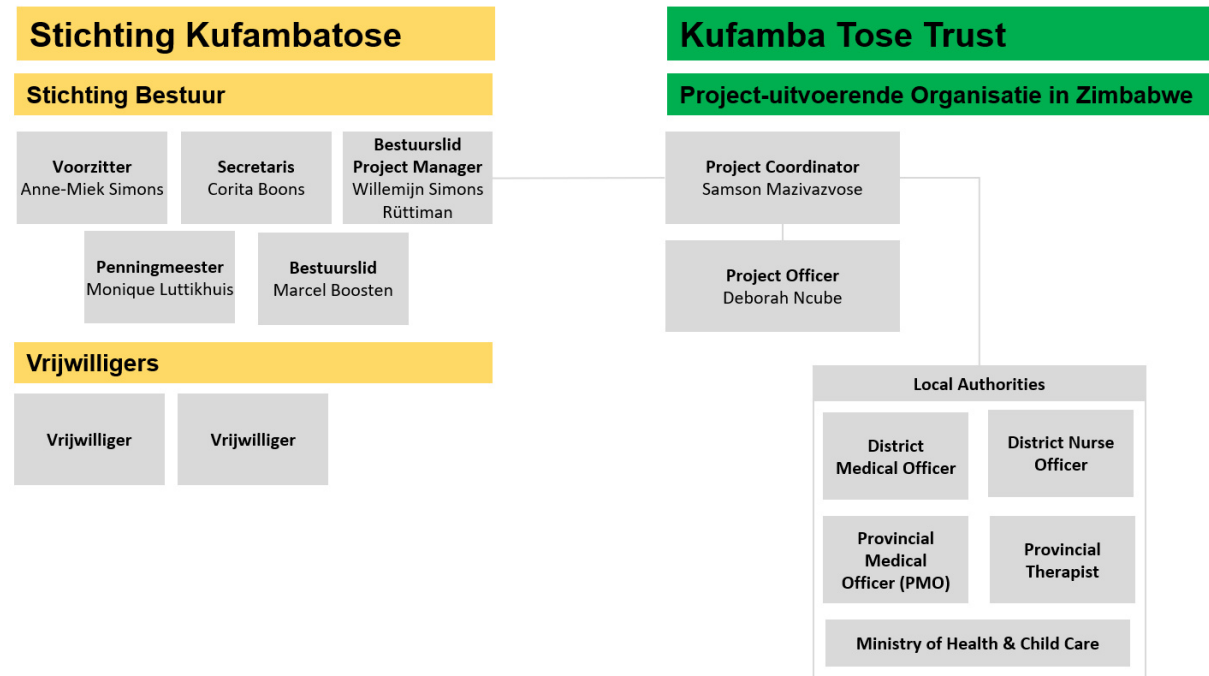 Stichting Kufambatose
Stichting Bestuur
Voorzitter
Anne-Miek Simons
Secretaris
Corita Boons
Bestuurslid
Project Manager
Willemijn Simons
Rüttiman
Penningmeester
Monique Luttikhuis
Bestuurslid
Marcel Boosten
Vrijwilligers
Vrijwilliger
Vrijwilliger
Kufamba Tose Trust
Project-uitvoerende Organisatie in Zimbabwe
Project Coordinator
Samson Mazivazvose
Project Officer
Deborah Ncube
Local Authorities
District
Medical Officer
District Nurse
Officer
Provincial
Medical
Officer (PMO)
Provincial
Therapist
Ministry of Health & Child Care